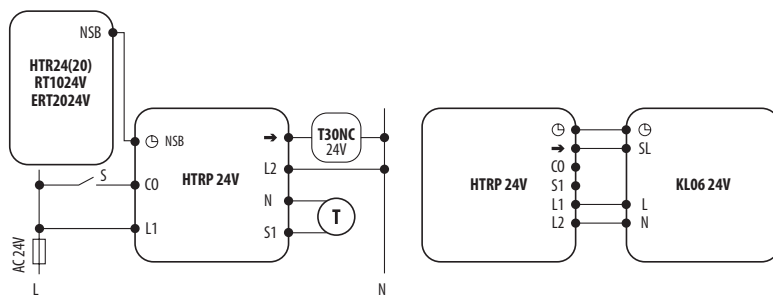 NSB
HTR24(20)
RT1024V
ERT2024V
NSB
HTRP 24V
CO
L1
L2
N
S1
S
T30NC
24V
T
AC 24V
L
N
HTRP 24V
CO
S1
L1
L2
KL06 24V
SL
L
N